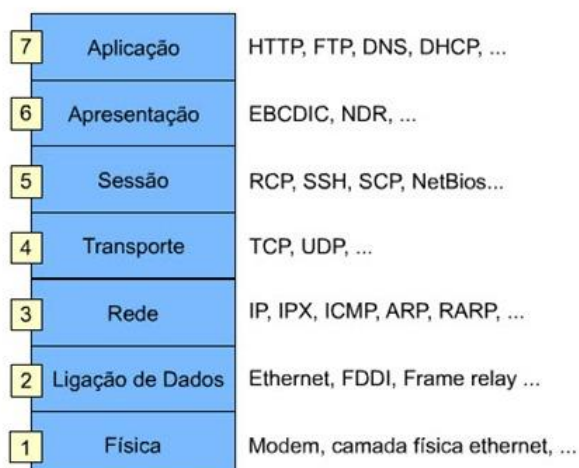 7 Aplicação HTTP, FTP, DNS, DHCP, ...
6 Apresentação EBCDIC, NDR, ...
5 Sessão RCP, SSH, SCP, NetBios...
4 Transporte TCP, UDP, ...
3 Rede IP, IPX, ICMP, ARP, RARP, ...
2 Ligação de Dados Ethernet, FDDI, Frame relay ...
1 Física Modem, camada física ethernet, ...